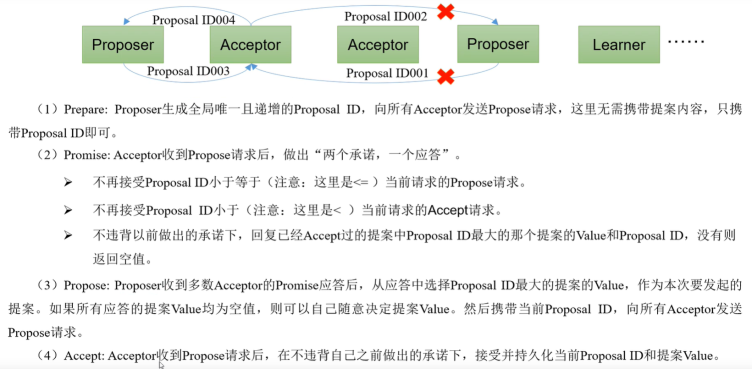 Proposal ID004
Proposal ID002
Proposer
Acceptor
Acceptor
Proposer
Learner
……
Proposal ID003
Proposal ID001
（1）Prepare: Proposer生成全局唯一且递增的Proposal ID，向所有Acceptor发送Propose请求，这里无需携带提案内容，只携
带Proposal ID即可。
（2）Promise: Acceptor收到Propose请求后，做出“两个承诺，一个应答”。
➢ 不再接受Proposal ID小于等于（注意：这里是<= ）当前请求的Propose请求。
➢ 不再接受Proposal ID小于（注意：这里是< ）当前请求的Accept请求。
➢ 不违背以前做出的承诺下，回复已经Accept过的提案中Proposal ID最大的那个提案的Value和Proposal ID，没有则
返回空值。
（3）Propose: Proposer收到多数Acceptor的Promise应答后，从应答中选择Proposal ID最大的提案的Value，作为本次要发起的
提案。如果所有应答的提案Value均为空值，则可以自己随意决定提案Value。然后携带当前Proposal ID，向所有Acceptor发送
Propose请求。
（4）Accept: Acceptor收到Propose请求后，在不违背自己之前做出的承诺下，接受并持久化当前Proposal ID和提案Value。